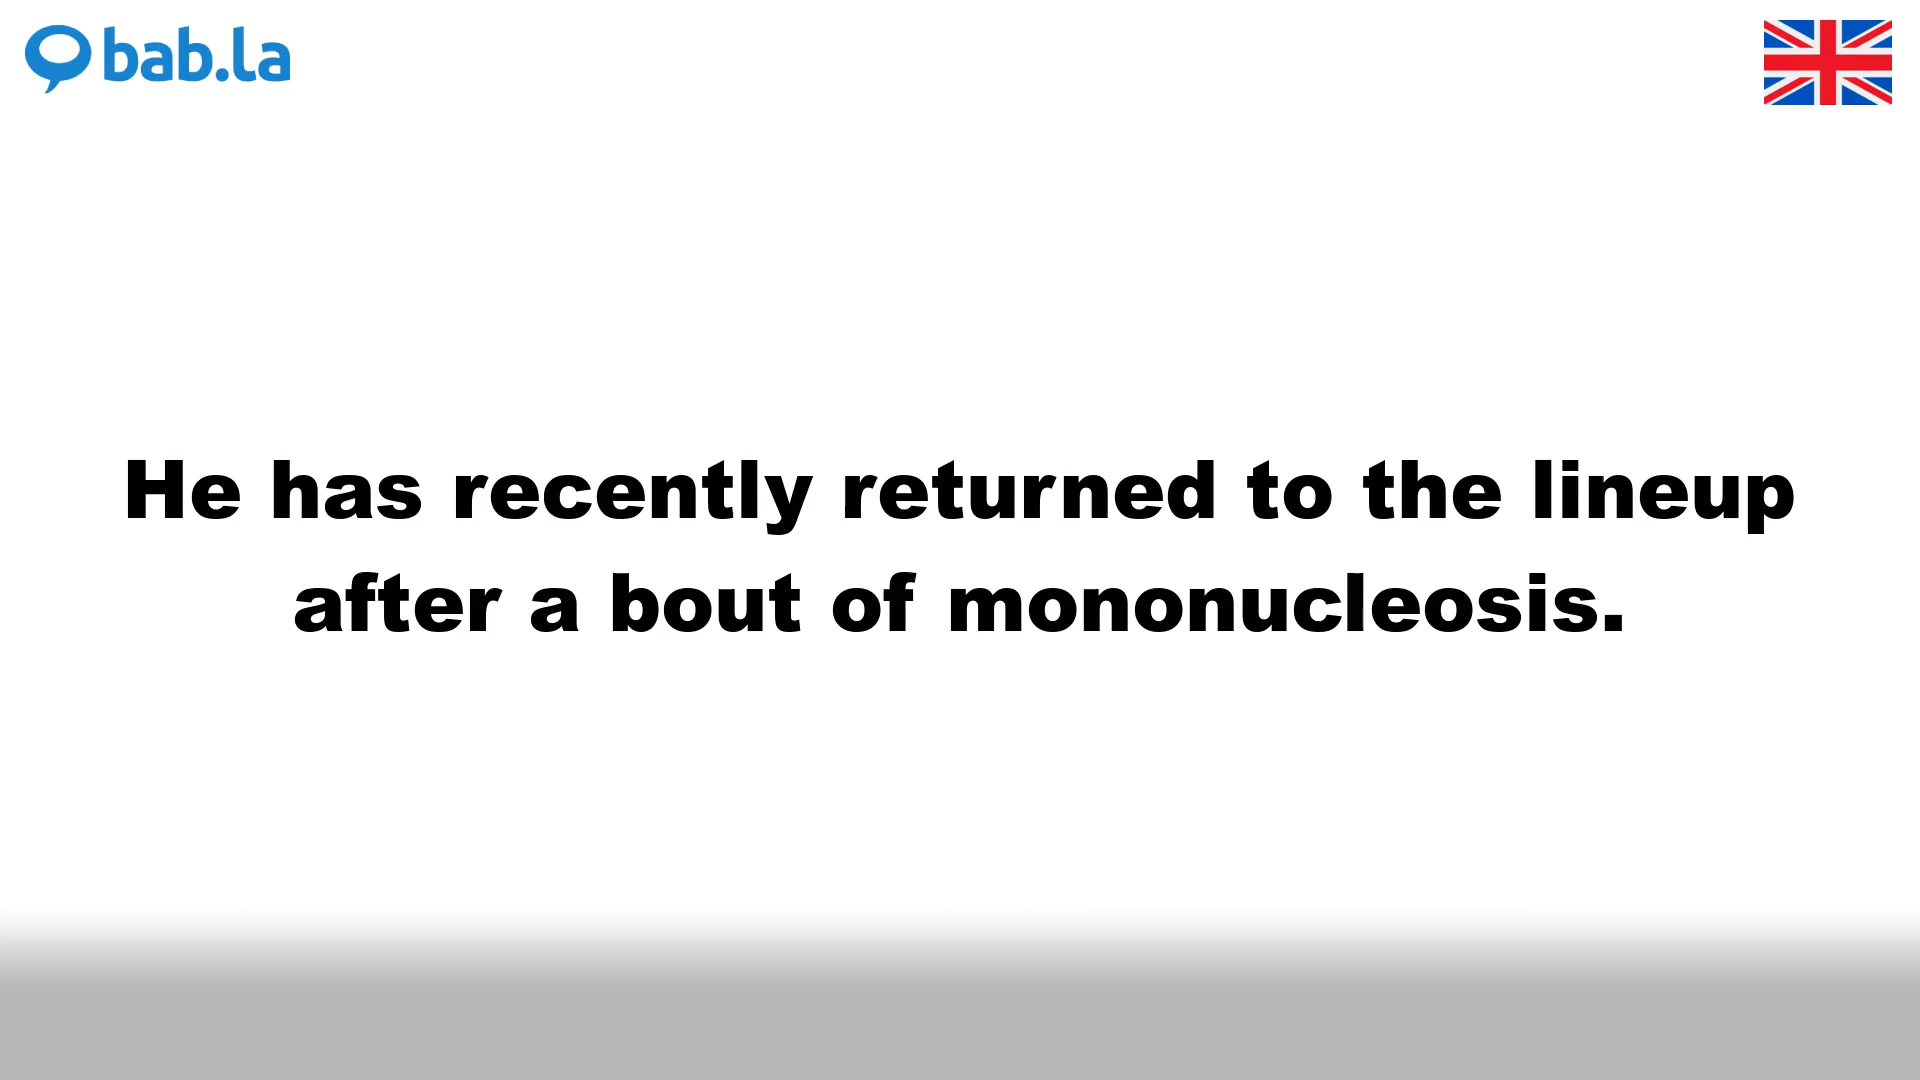 bab.la
He has recently returned to the lineup
after a bout of mononucleosis.